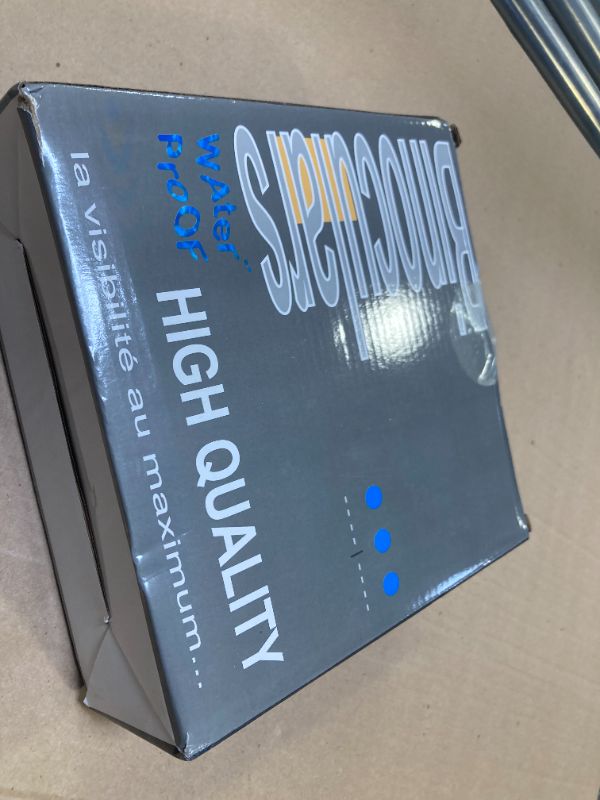 Binoculars
WAter
ProOF
HIGH QUALITY
la visibilité au maximum...